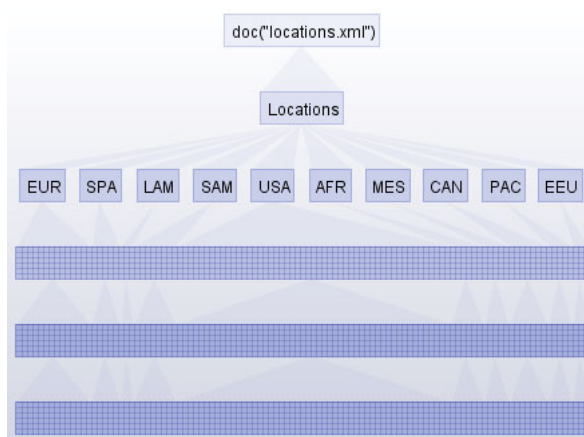 doc("locations.xml")
Locations
EUR SPA LAM SAM USA AFR MES CAN PAC EEU